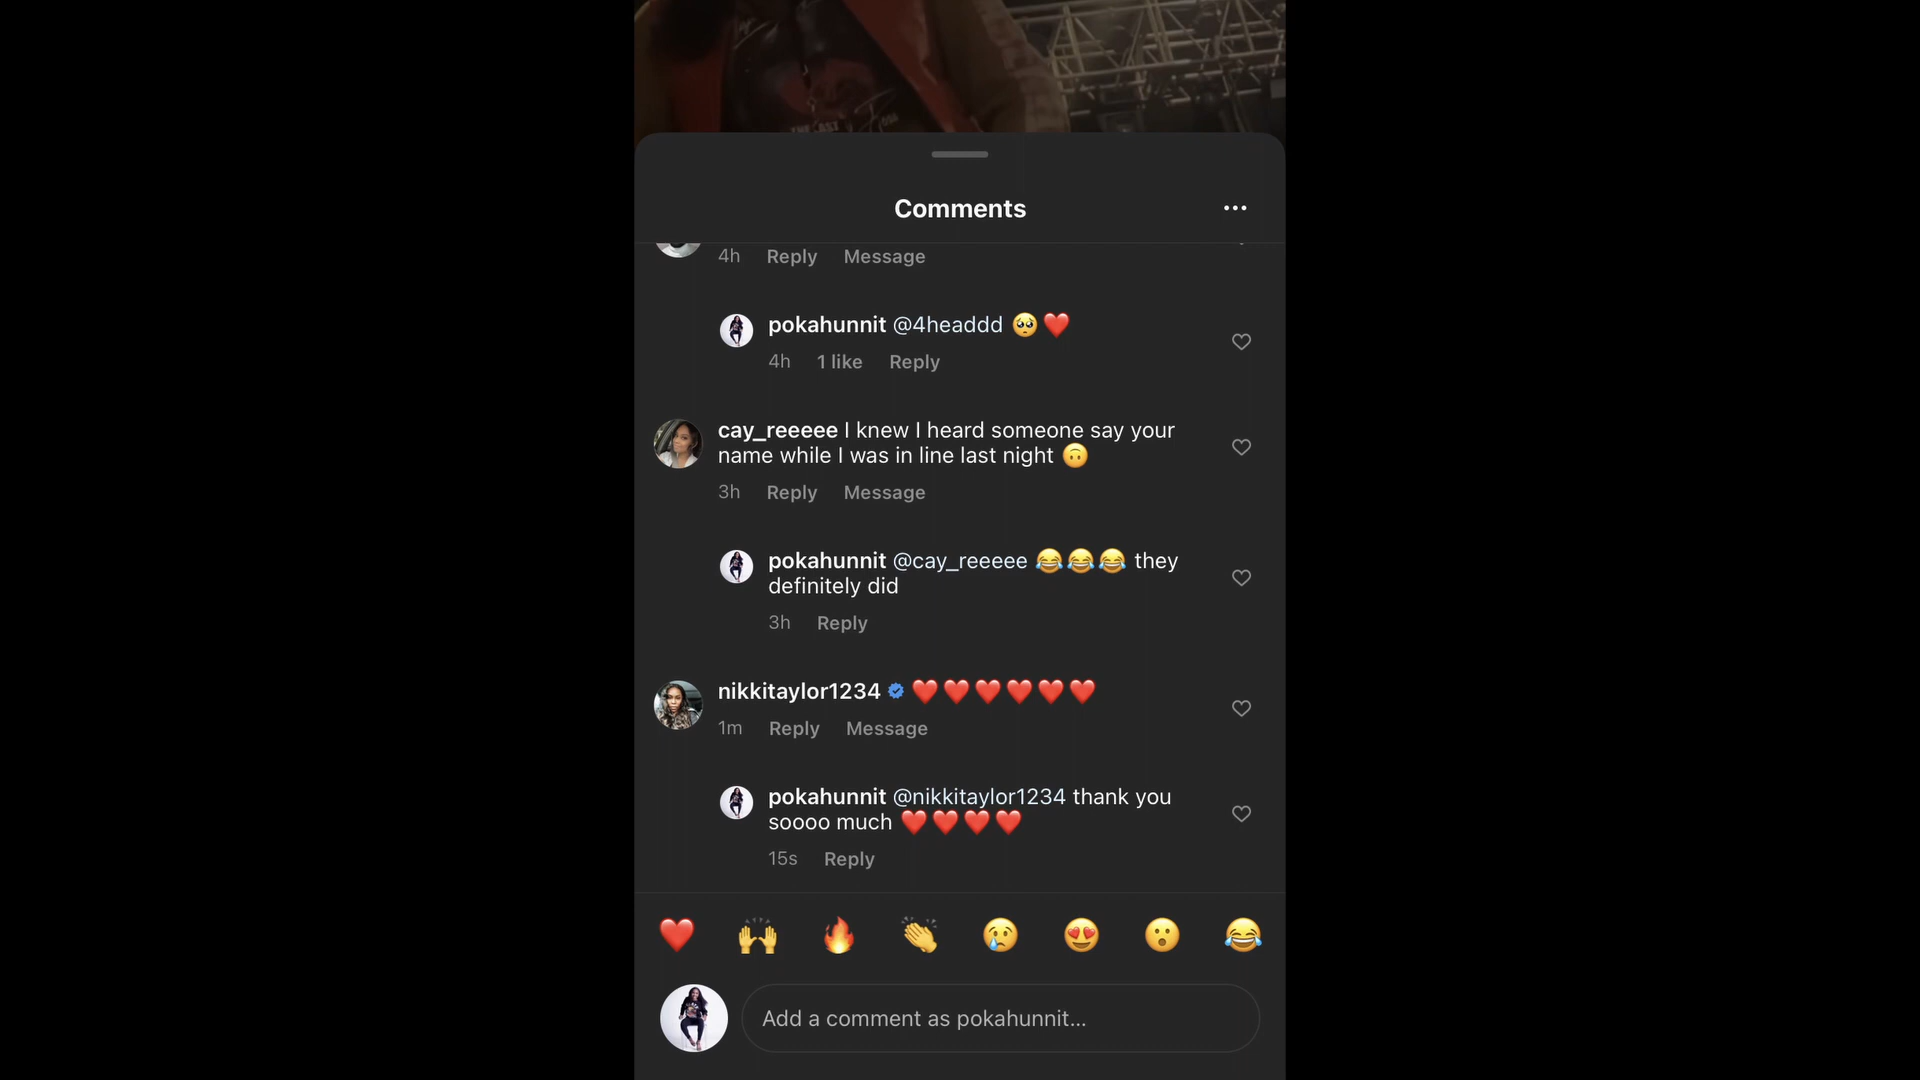 THE LAST
Comments
4h Reply Message
pokahunnit @4headdd 🥺❤️
4h 1 like Reply
cay_reeeee I knew I heard someone say your
name while I was in line last night 🙃
3h Reply Message
pokahunnit @cay_reeeee 😂😂😂 they
definitely did
3h Reply
nikkitaylor1234 ❤️❤️❤️❤️❤️❤️
1m Reply Message
pokahunnit @nikkitaylor1234 thank you
soooo much ❤️❤️❤️❤️
15s Reply
Add a comment as pokahunnit...